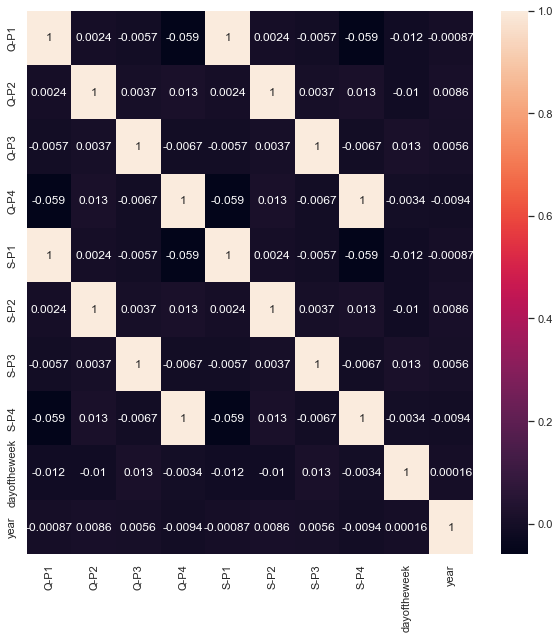 Q-P1 1 0.0024 -0.0057 -0.059 1 0.0024 -0.0057 -0.059 -0.012 -0.00087
Q-P2 0.0024 1 0.0037 0.013 0.0024 1 0.0037 0.013 -0.01 0.0086
Q-P3 -0.0057 0.0037 1 -0.0067 -0.0057 0.0037 1 -0.0067 0.013 0.0056
Q-P4 -0.059 0.013 -0.0067 1 -0.059 0.013 -0.0067 1 -0.0034 -0.0094
S-P1 1 0.0024 -0.0057 -0.059 1 0.0024 -0.0057 -0.059 -0.012 -0.00087
S-P2 0.0024 1 0.0037 0.013 0.0024 1 0.0037 0.013 -0.01 0.0086
S-P3 -0.0057 0.0037 1 -0.0067 -0.0057 0.0037 1 -0.0067 0.013 0.0056
S-P4 -0.059 0.013 -0.0067 1 -0.059 0.013 -0.0067 1 -0.0034 -0.0094
dayoftheweek -0.012 -0.01 0.013 -0.0034 -0.012 -0.01 0.013 -0.0034 1 0.00016
year -0.00087 0.0086 0.0056 -0.0094 -0.00087 0.0086 0.0056 -0.0094 0.00016 1
Q-P1 Q-P2 Q-P3 Q-P4 S-P1 S-P2 S-P3 S-P4 dayoftheweek year
1.0
0.8
0.6
0.4
0.2
0.0